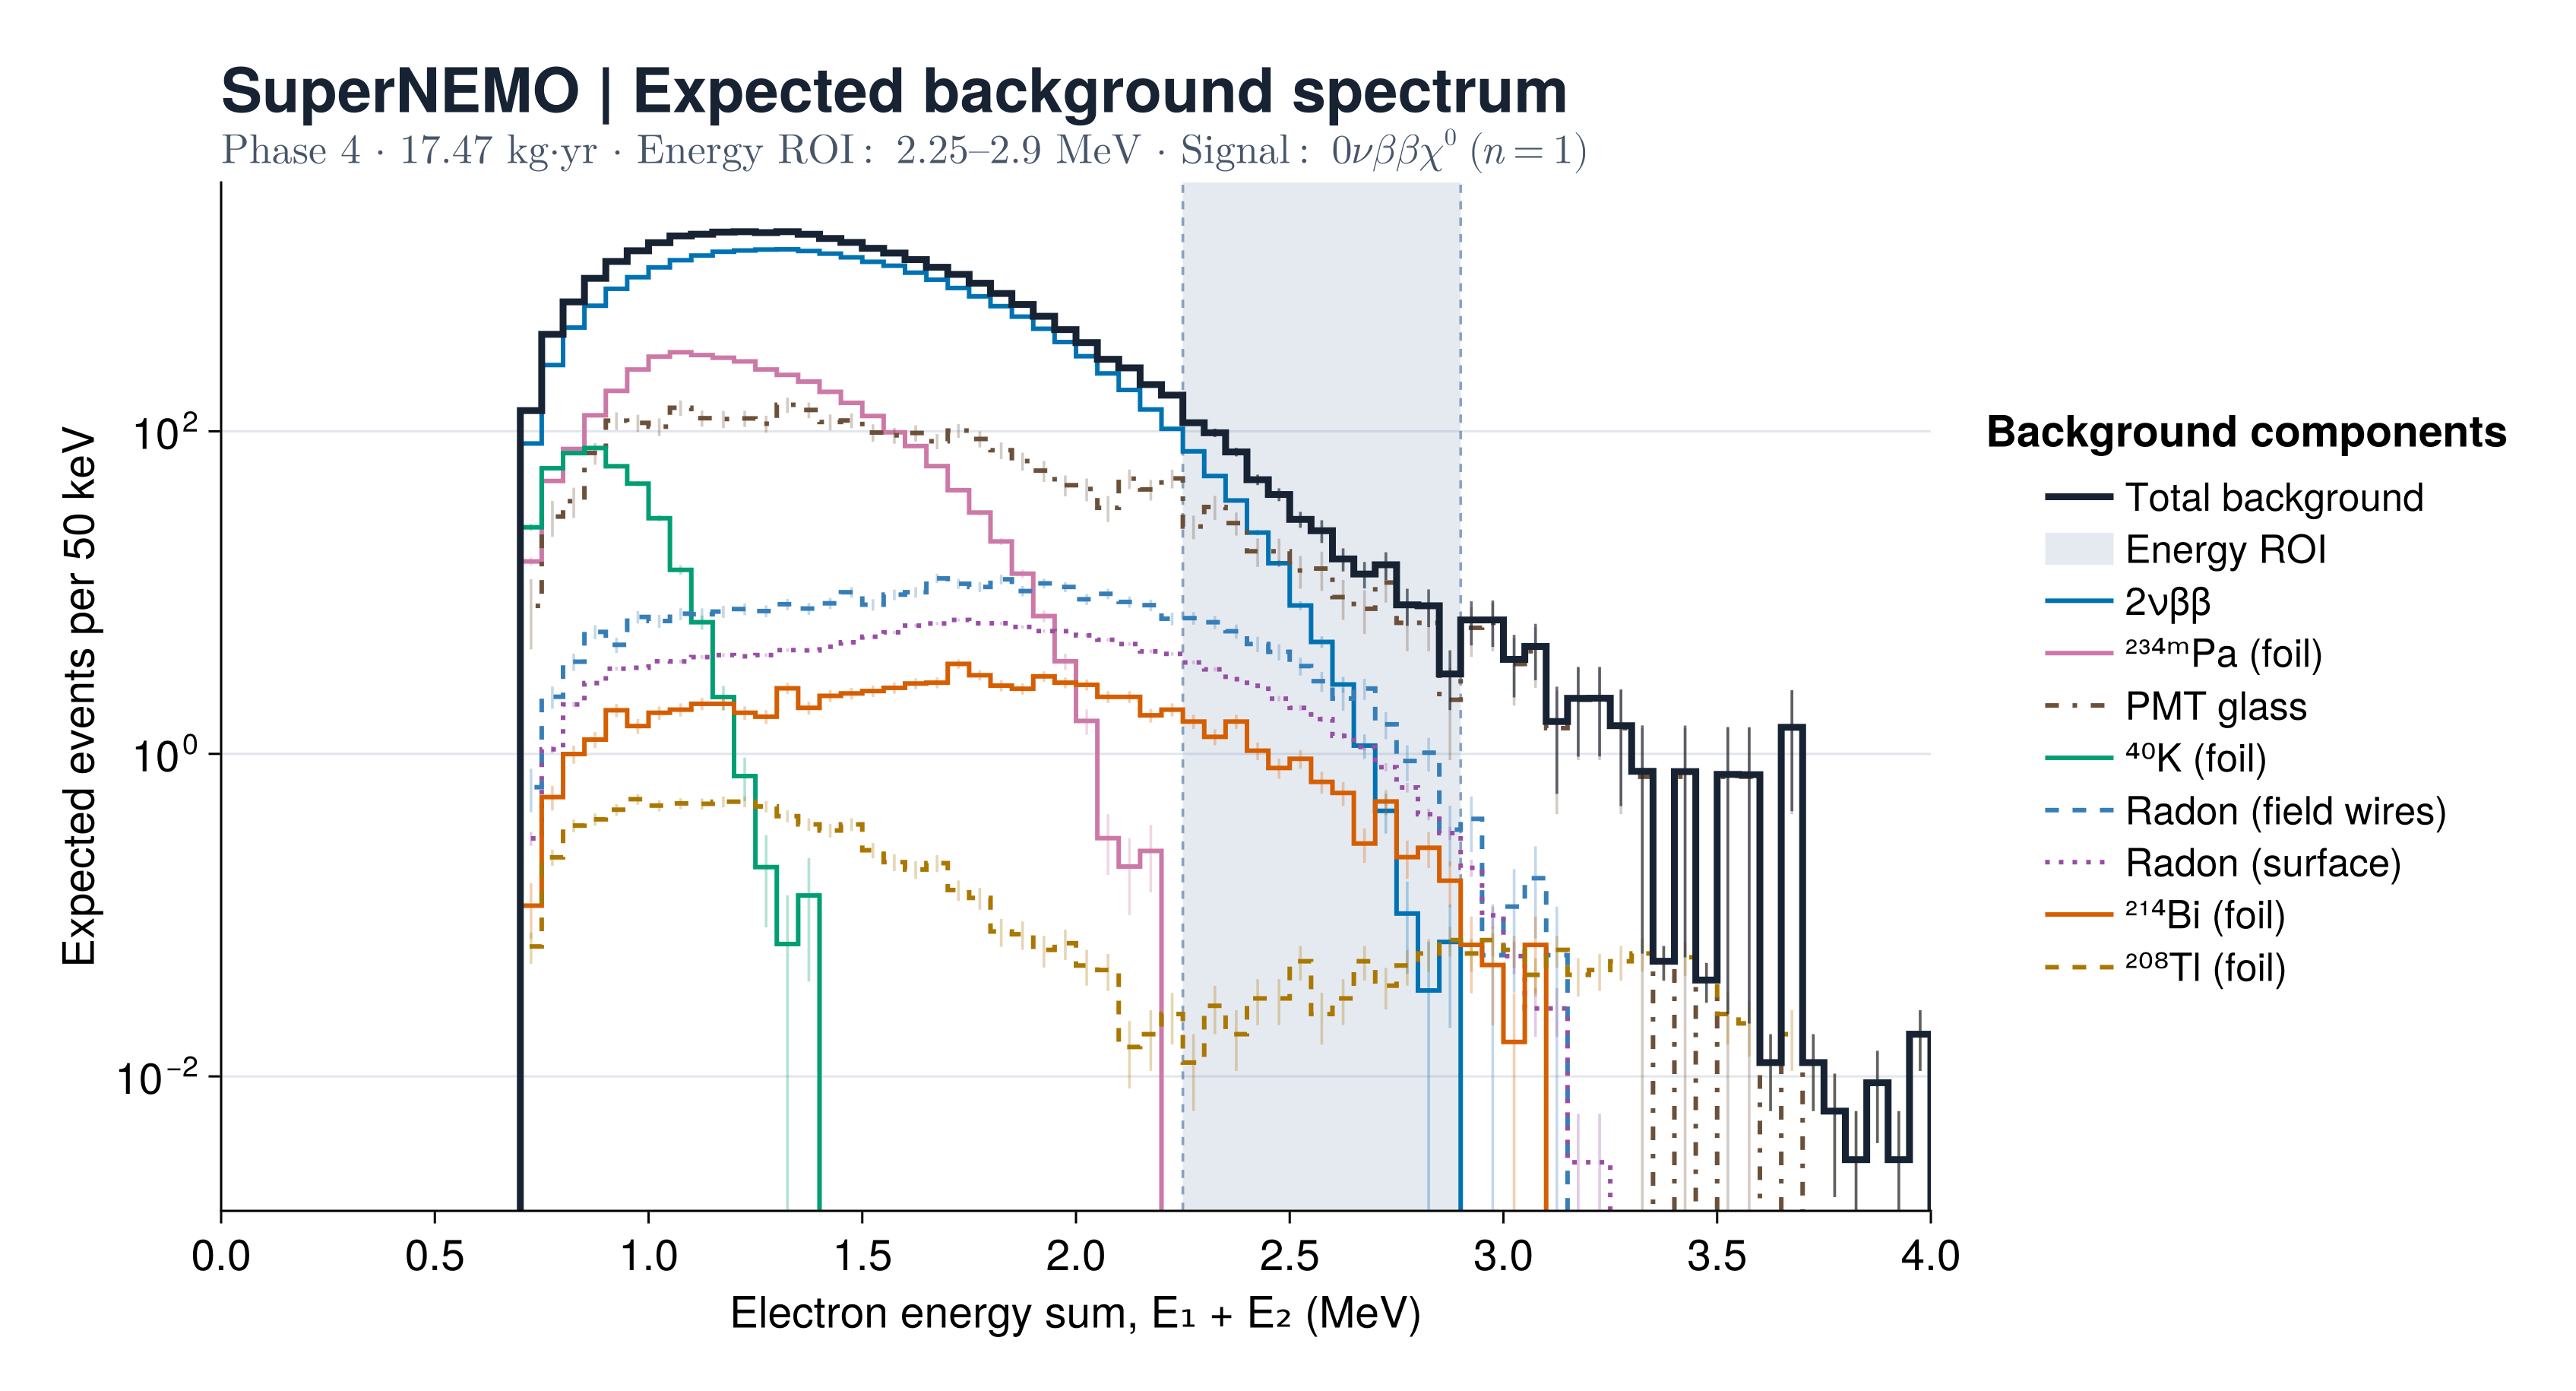 SuperNEMO | Expected background spectrum
Phase 4 · 17.47 kg·yr · Energy ROI: 2.25–2.9 MeV · Signal: 0νββχ⁰ (n = 1)
Expected events per 50 keV
10²
10⁰
10⁻²
0.0 0.5 1.0 1.5 2.0 2.5 3.0 3.5 4.0
Electron energy sum, E₁ + E₂ (MeV)
Background components
Total background
Energy ROI
2νββ
²³⁴ᵐPa (foil)
PMT glass
⁴⁰K (foil)
Radon (field wires)
Radon (surface)
²¹⁴Bi (foil)
²⁰⁸Tl (foil)